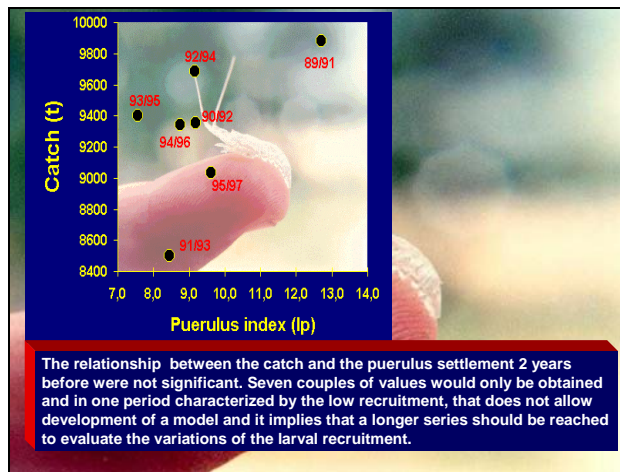 10000
9800
9600
9400
9200
9000
8800
8600
8400
Catch (t)
92/94
89/91
93/95
90/92
94/96
95/97
91/93
7,0 8,0 9,0 10,0 11,0 12,0 13,0 14,0
Puerulus index (Ip)
The relationship between the catch and the puerulus settlement 2 years
before were not significant. Seven couples of values would only be obtained
and in one period characterized by the low recruitment, that does not allow
development of a model and it implies that a longer series should be reached
to evaluate the variations of the larval recruitment.